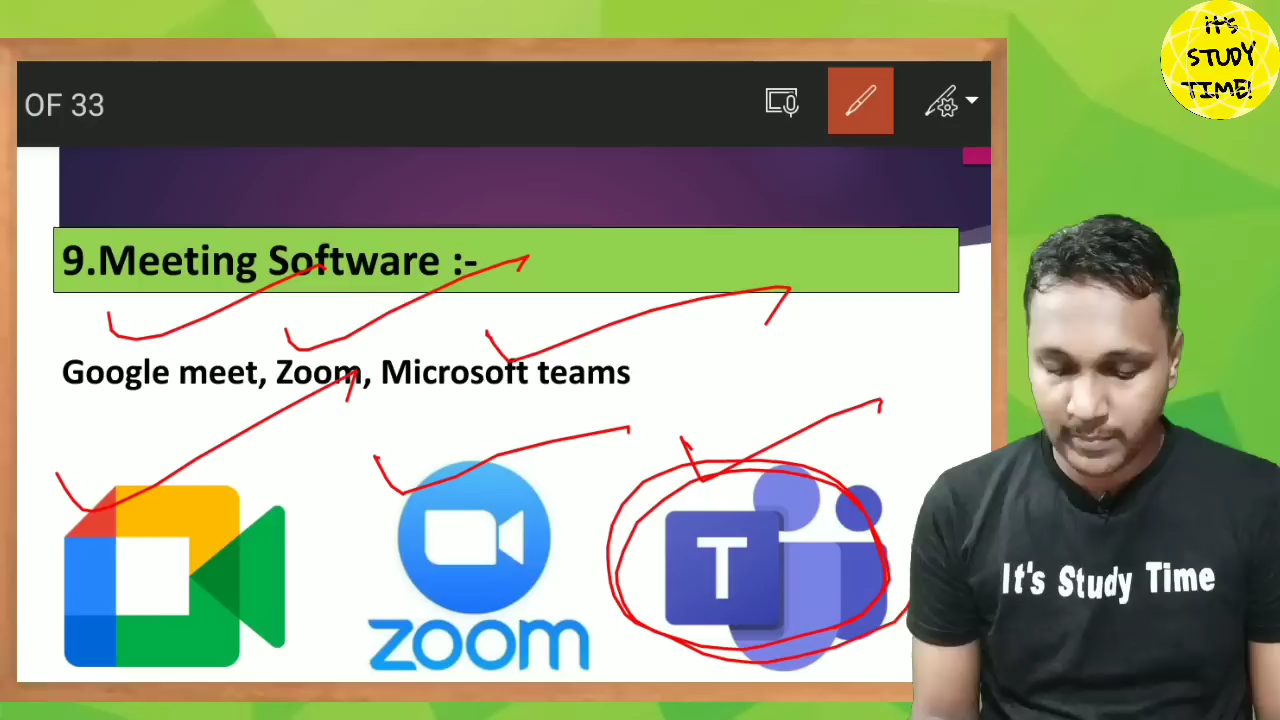 IT'S
STUDY
TIME!
OF 33
9.Meeting Software :-
Google meet, Zoom, Microsoft teams
T
zoom
It's Study Time